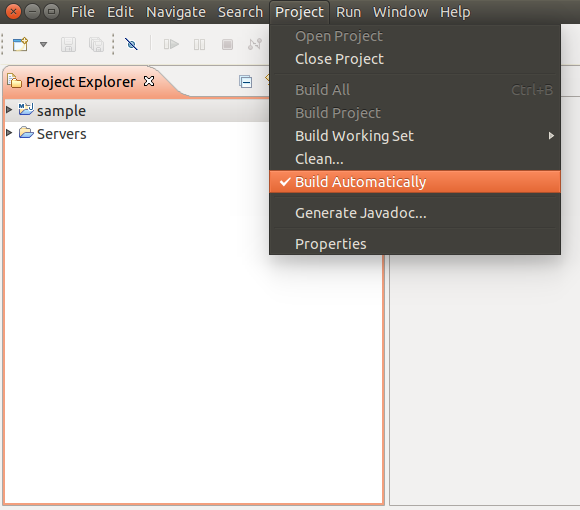 File Edit Navigate Search Project Run Window Help
Project Explorer
sample
Servers
Open Project
Close Project
Build All Ctrl+B
Build Project
Build Working Set
Clean...
Build Automatically
Generate Javadoc...
Properties